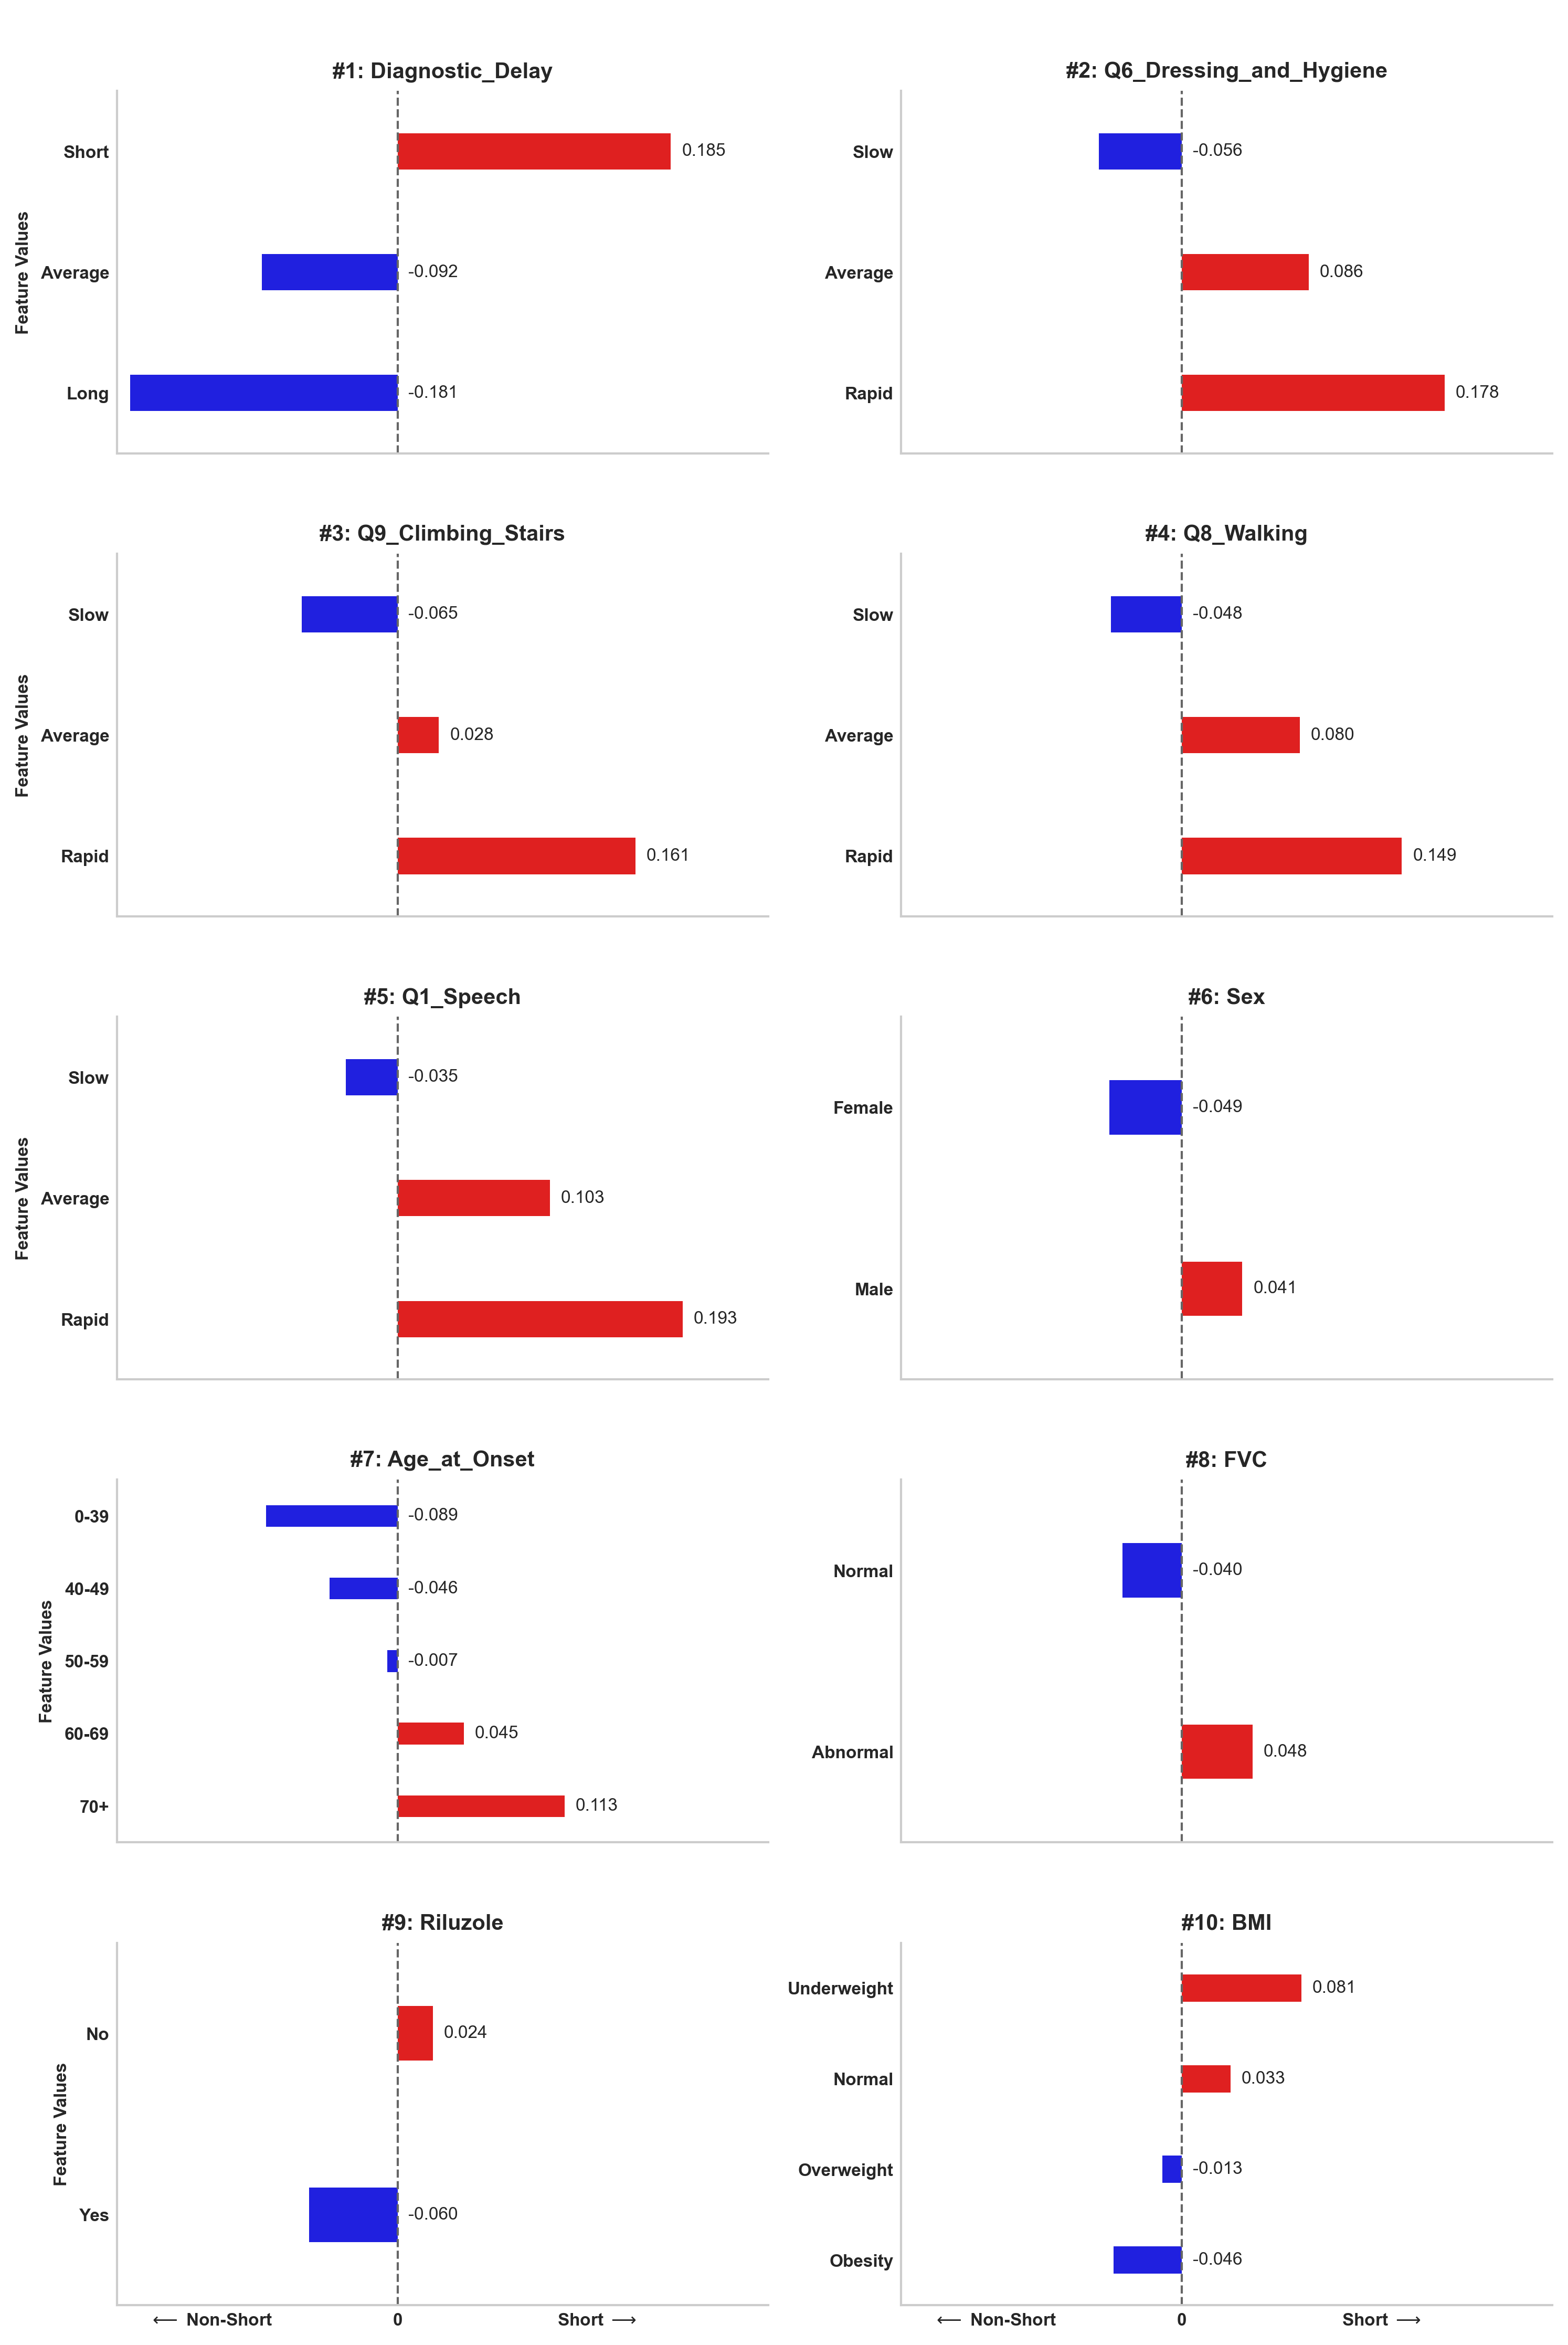 #1: Diagnostic_Delay
Feature Values
Short
0.185
Average
-0.092
Long
-0.181
#2: Q6_Dressing_and_Hygiene
Slow
-0.056
Average
0.086
Rapid
0.178
#3: Q9_Climbing_Stairs
Feature Values
Slow
-0.065
Average
0.028
Rapid
0.161
#4: Q8_Walking
Slow
-0.048
Average
0.080
Rapid
0.149
#5: Q1_Speech
Feature Values
Slow
-0.035
Average
0.103
Rapid
0.193
#6: Sex
Female
-0.049
Male
0.041
#7: Age_at_Onset
Feature Values
0-39
-0.089
40-49
-0.046
50-59
-0.007
60-69
0.045
70+
0.113
#8: FVC
Normal
-0.040
Abnormal
0.048
#9: Riluzole
Feature Values
No
0.024
Yes
-0.060
⟵ Non-Short 0 Short ⟶
#10: BMI
Underweight
0.081
Normal
0.033
Overweight
-0.013
Obesity
-0.046
⟵ Non-Short 0 Short ⟶